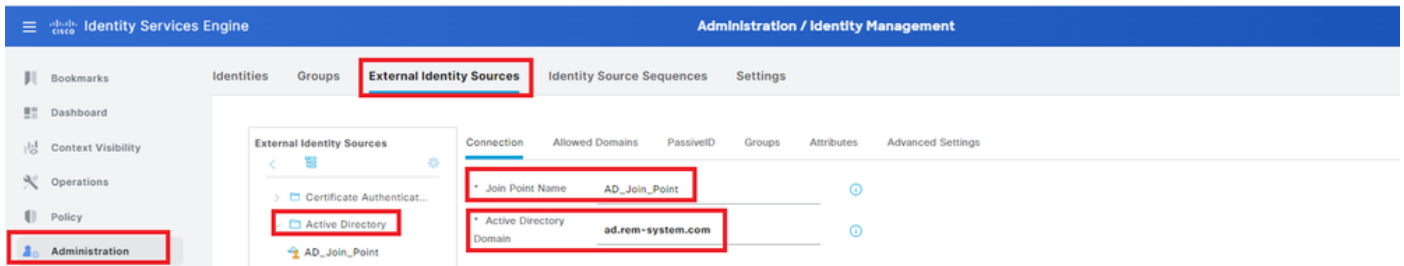 CISCO Identity Services Engine
Administration / Identity Management
Bookmarks
Dashboard
Context Visibility
Operations
Policy
Administration
Identities Groups External Identity Sources Identity Source Sequences Settings
External Identity Sources
Certificate Authenticat...
Active Directory
AD_Join_Point
Connection Allowed Domains PassiveID Groups Attributes Advanced Settings
* Join Point Name AD_Join_Point
* Active Directory
Domain ad.rem-system.com